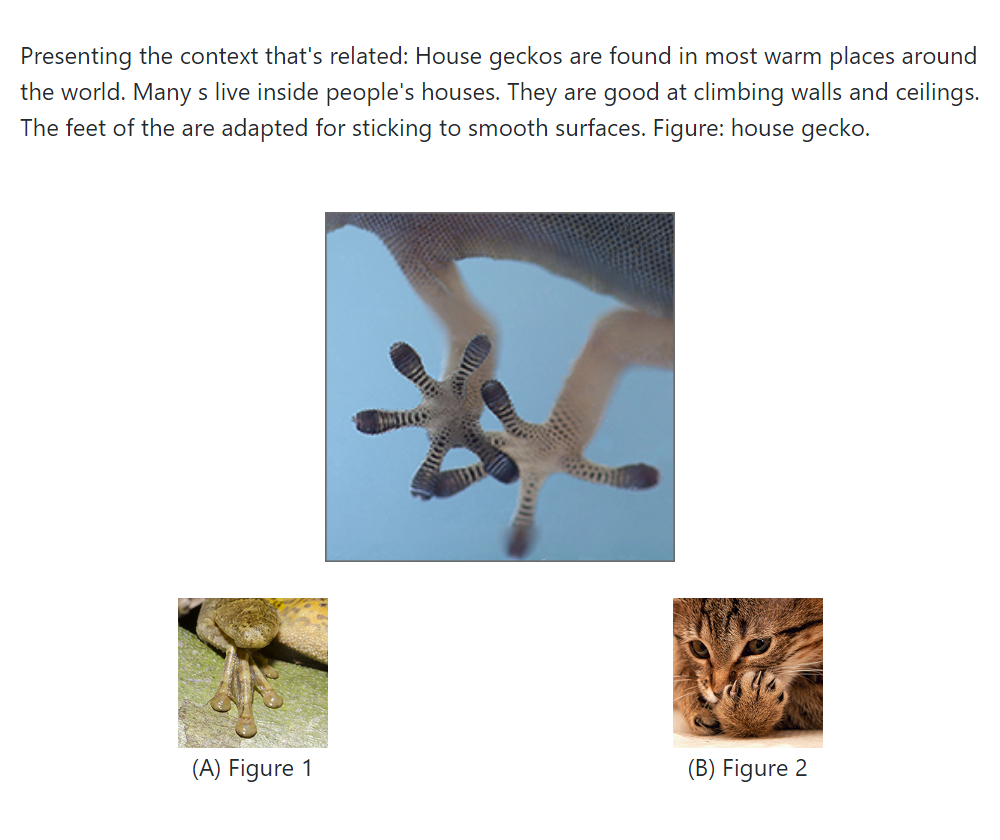 Presenting the context that's related: House geckos are found in most warm places around
the world. Many s live inside people's houses. They are good at climbing walls and ceilings.
The feet of the are adapted for sticking to smooth surfaces. Figure: house gecko.
(A) Figure 1
(B) Figure 2